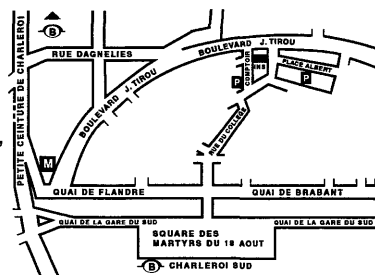 B
PETITE CEINTURE DE CHARLEROI
RUE DAGNELIES
BOULEVARD J. TIROU
BOULEVARD J. TIROU
COMPTOIR
INS
PLACE ALBERT
P
P
RUE DU COLLÈGE
M
QUAI DE FLANDRE
QUAI DE BRABANT
QUAI DE LA GARE DU SUD
QUAI DE LA GARE DU SUD
SQUARE DES
MARTYRS DU 18 AOUT
B CHARLEROI SUD